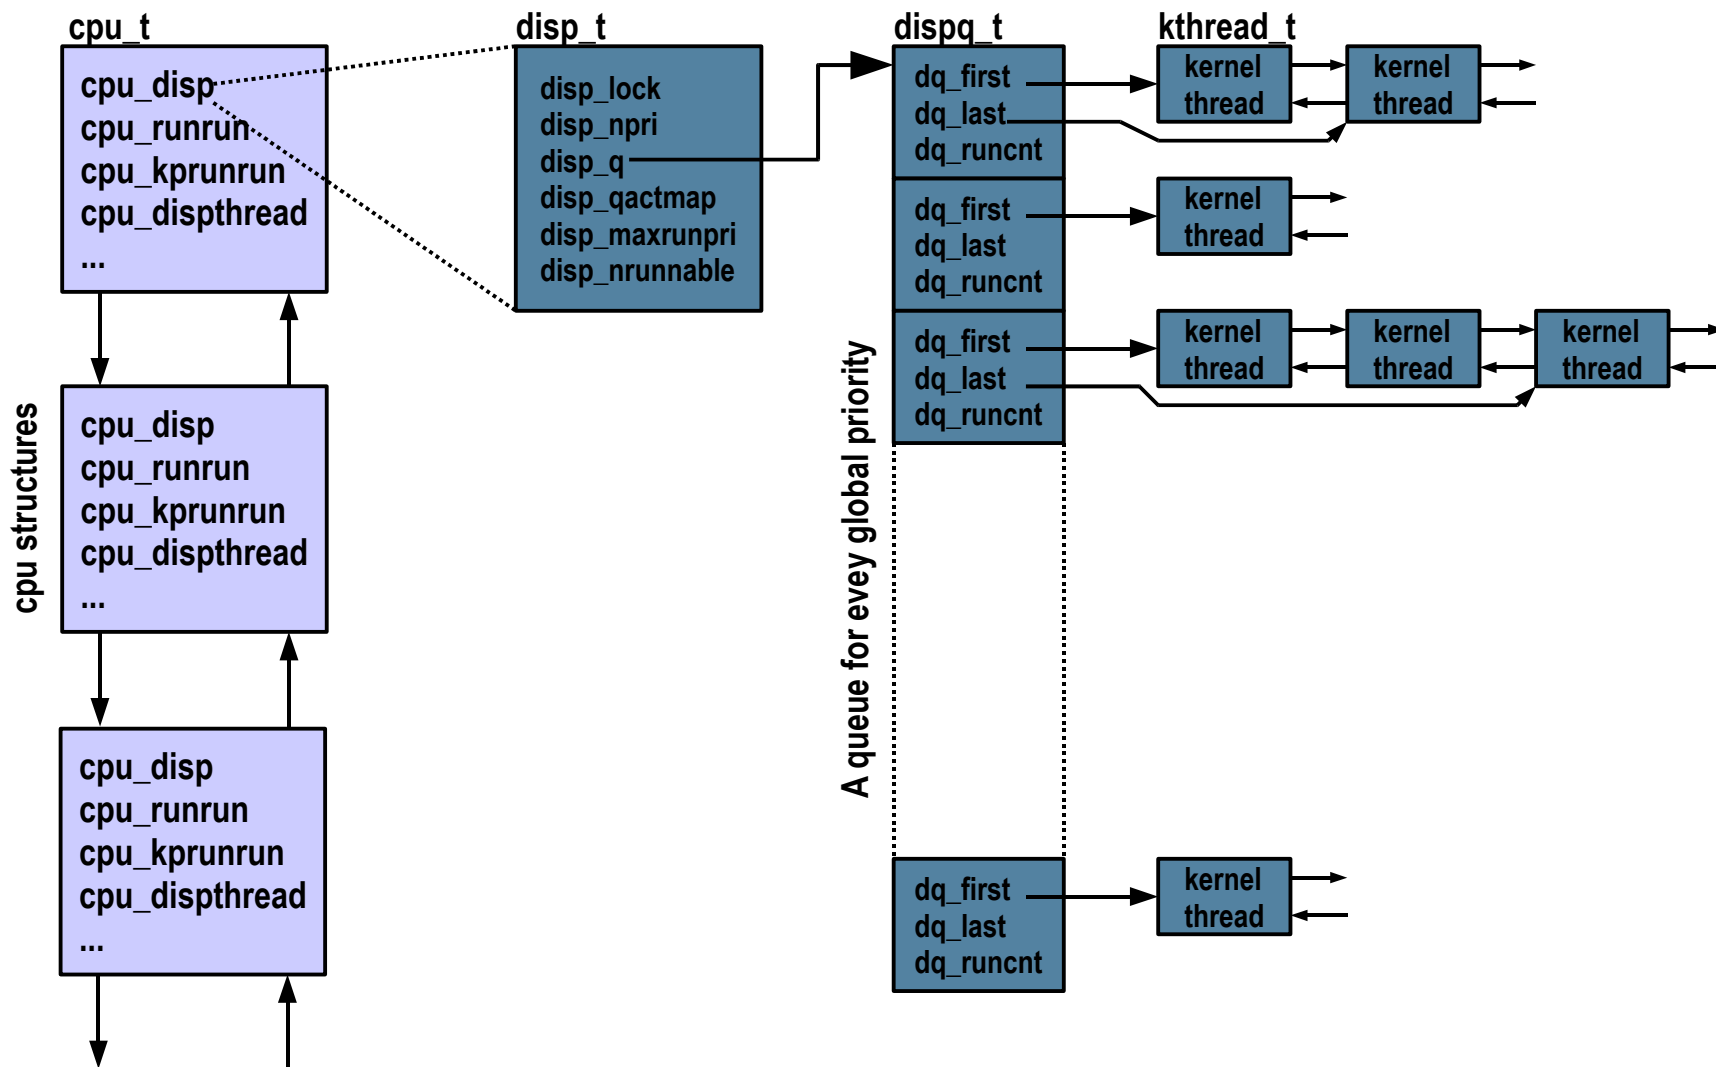 cpu_t
cpu_disp
cpu_runrun
cpu_kprunrun
cpu_dispthread
...
cpu_disp
cpu_runrun
cpu_kprunrun
cpu_dispthread
...
cpu_disp
cpu_runrun
cpu_kprunrun
cpu_dispthread
...
cpu structures
disp_t
disp_lock
disp_npri
disp_q
disp_qactmap
disp_maxrunpri
disp_nrunnable
dispq_t
dq_first
dq_last
dq_runcnt
dq_first
dq_last
dq_runcnt
dq_first
dq_last
dq_runcnt
dq_first
dq_last
dq_runcnt
A queue for evey global priority
kthread_t
kernel
thread
kernel
thread
kernel
thread
kernel
thread
kernel
thread
kernel
thread
kernel
thread